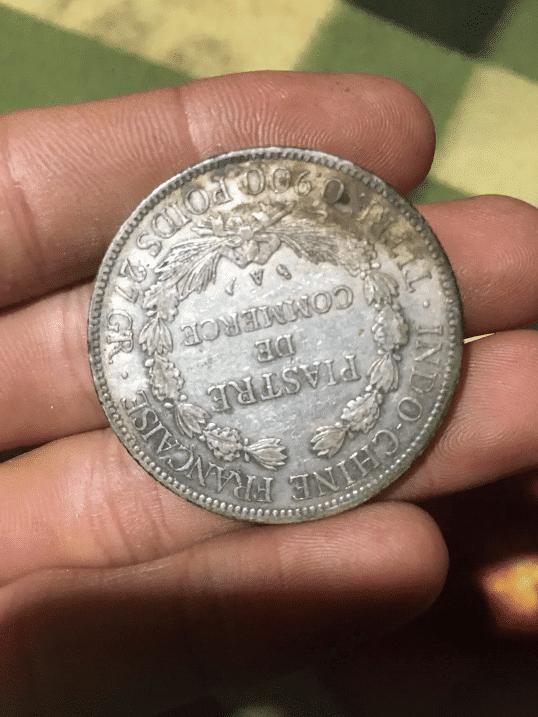 INDO-CHINE FRANÇAISE
PIASTRE
DE
COMMERCE
A
TITRE 0,900 POIDS 27 GR.